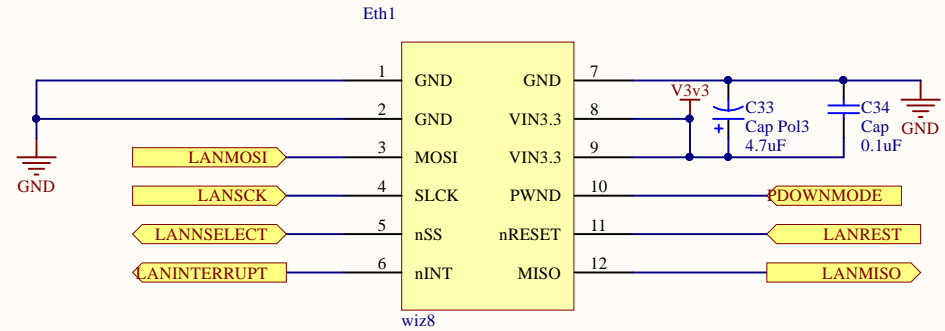 Eth1
1 GND GND 7
2 GND VIN3.3 8
3 MOSI VIN3.3 9
4 SLCK PWND 10
5 nSS nRESET 11
6 nINT MISO 12
wiz8
GND
LANMOSI
LANSCK
LANNSELECT
LANINTERRUPT
V3v3
C33
Cap Pol3
4.7uF
C34
Cap
0.1uF
GND
PDOWNMODE
LANREST
LANMISO